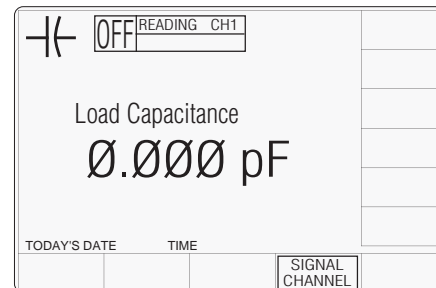 OFF READING CH1
Load Capacitance
Ø.ØØØ pF
TODAY'S DATE TIME
SIGNAL
CHANNEL